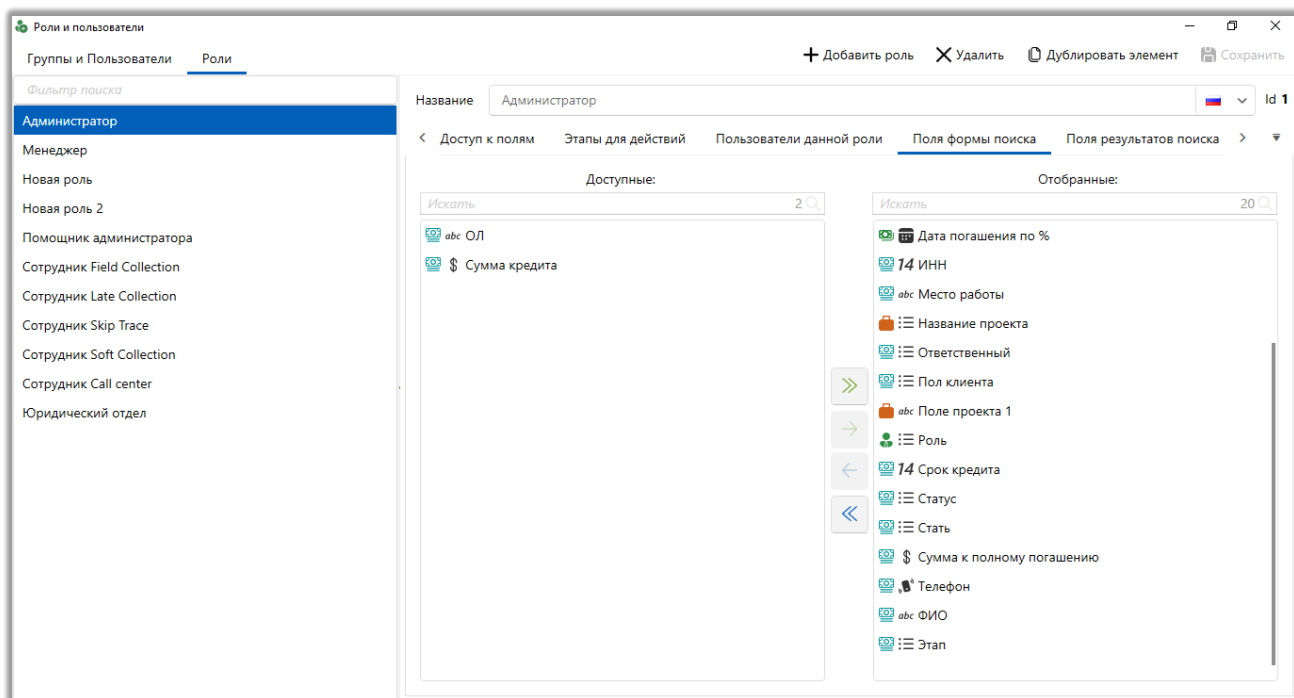 Роли и пользователи
Группы и Пользователи Роли
Добавить роль Удалить Дублировать элемент Сохранить
Фильтр поиска
Администратор
Менеджер
Новая роль
Новая роль 2
Помощник администратора
Сотрудник Field Collection
Сотрудник Late Collection
Сотрудник Skip Trace
Сотрудник Soft Collection
Сотрудник Call center
Юридический отдел
Название Администратор Id 1
Доступ к полям Этапы для действий Пользователи данной роли Поля формы поиска Поля результатов поиска
Доступные:
Искать 2
abc ОЛ
$ Сумма кредита
Отобранные:
Искать 20
Дата погашения по %
14 ИНН
abc Место работы
Название проекта
Ответственный
Пол клиента
abc Поле проекта 1
Роль
14 Срок кредита
Статус
Стать
$ Сумма к полному погашению
Телефон
abc ФИО
Этап